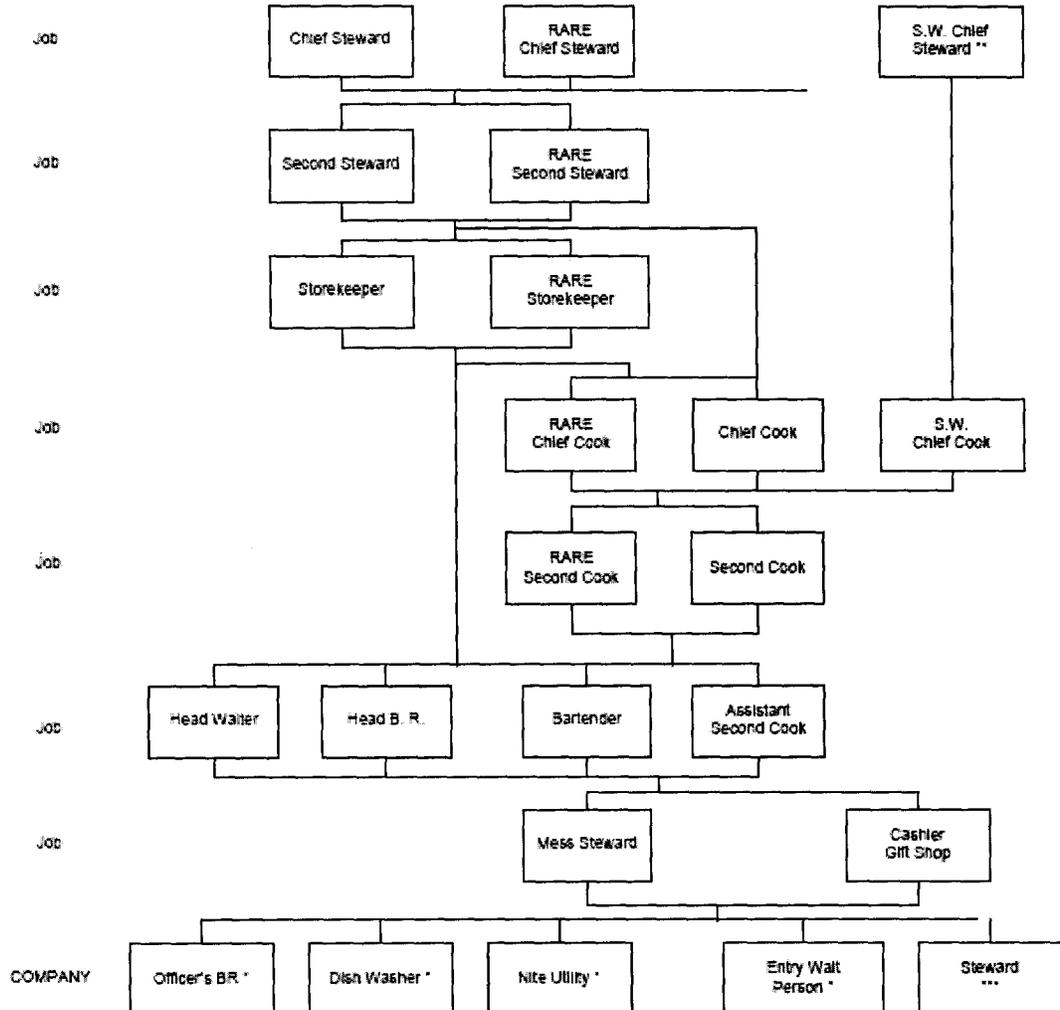 Job
Chief Steward
RARE
Chief Steward
S.W. Chief
Steward **
Job
Second Steward
RARE
Second Steward
Job
Storekeeper
RARE
Storekeeper
Job
RARE
Chief Cook
Chief Cook
S.W.
Chief Cook
Job
RARE
Second Cook
Second Cook
Job
Head Waiter
Head B. R.
Bartender
Assistant
Second Cook
Job
Mess Steward
Cashier
Gift Shop
COMPANY
Officer's BR *
Dish Washer *
Nite Utility *
Entry Wait
Person *
Steward
***